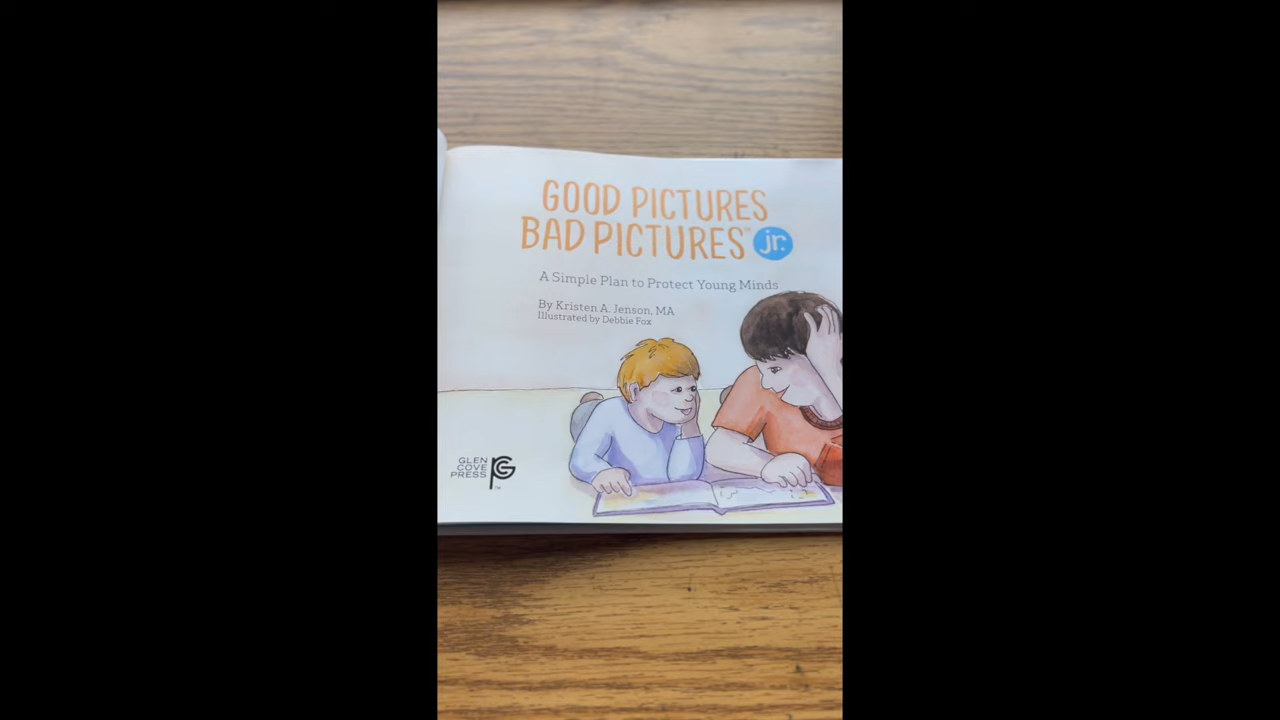 GOOD PICTURES
BAD PICTURES™ jr.
A Simple Plan to Protect Young Minds
By Kristen A. Jenson, MA
Illustrated by Debbie Fox
GLEN
COVE
PRESS
™